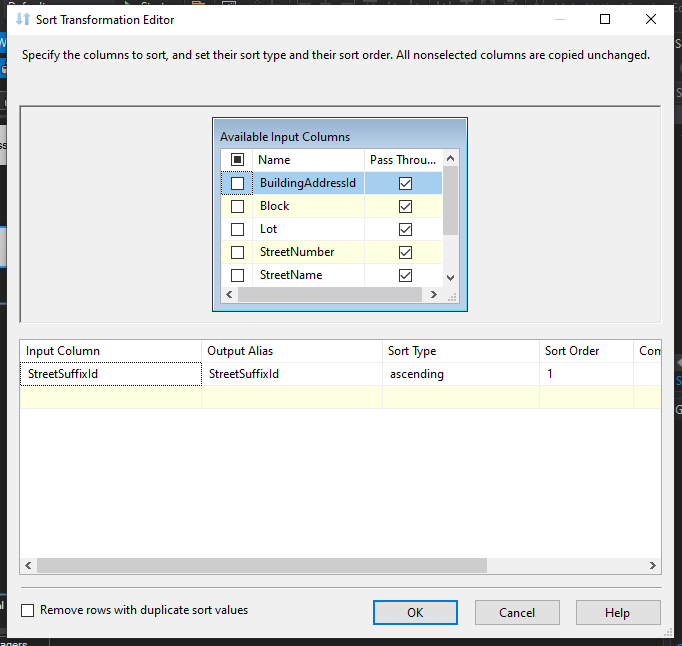 Sort Transformation Editor
Specify the columns to sort, and set their sort type and their sort order. All nonselected columns are copied unchanged.
Available Input Columns
Name Pass Throu...
BuildingAddressId
Block
Lot
StreetNumber
StreetName
Input Column Output Alias Sort Type Sort Order Com
StreetSuffixId StreetSuffixId ascending 1
Remove rows with duplicate sort values
OK Cancel Help